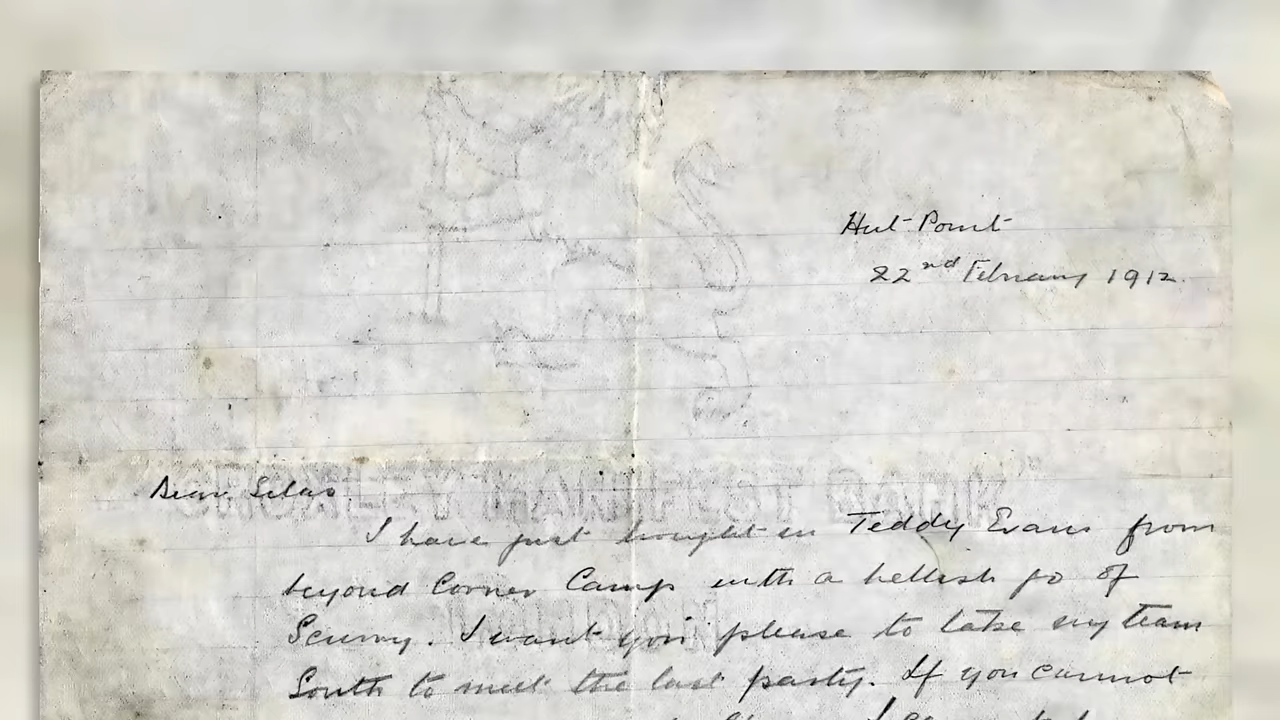 Hut Point
22nd February 1912.
Dear Silas
I have just brought in Teddy Evans from
beyond Corner Camp with a hellish go of
Scurvy. I want you please to take my team
South to meet the last party. If you cannot